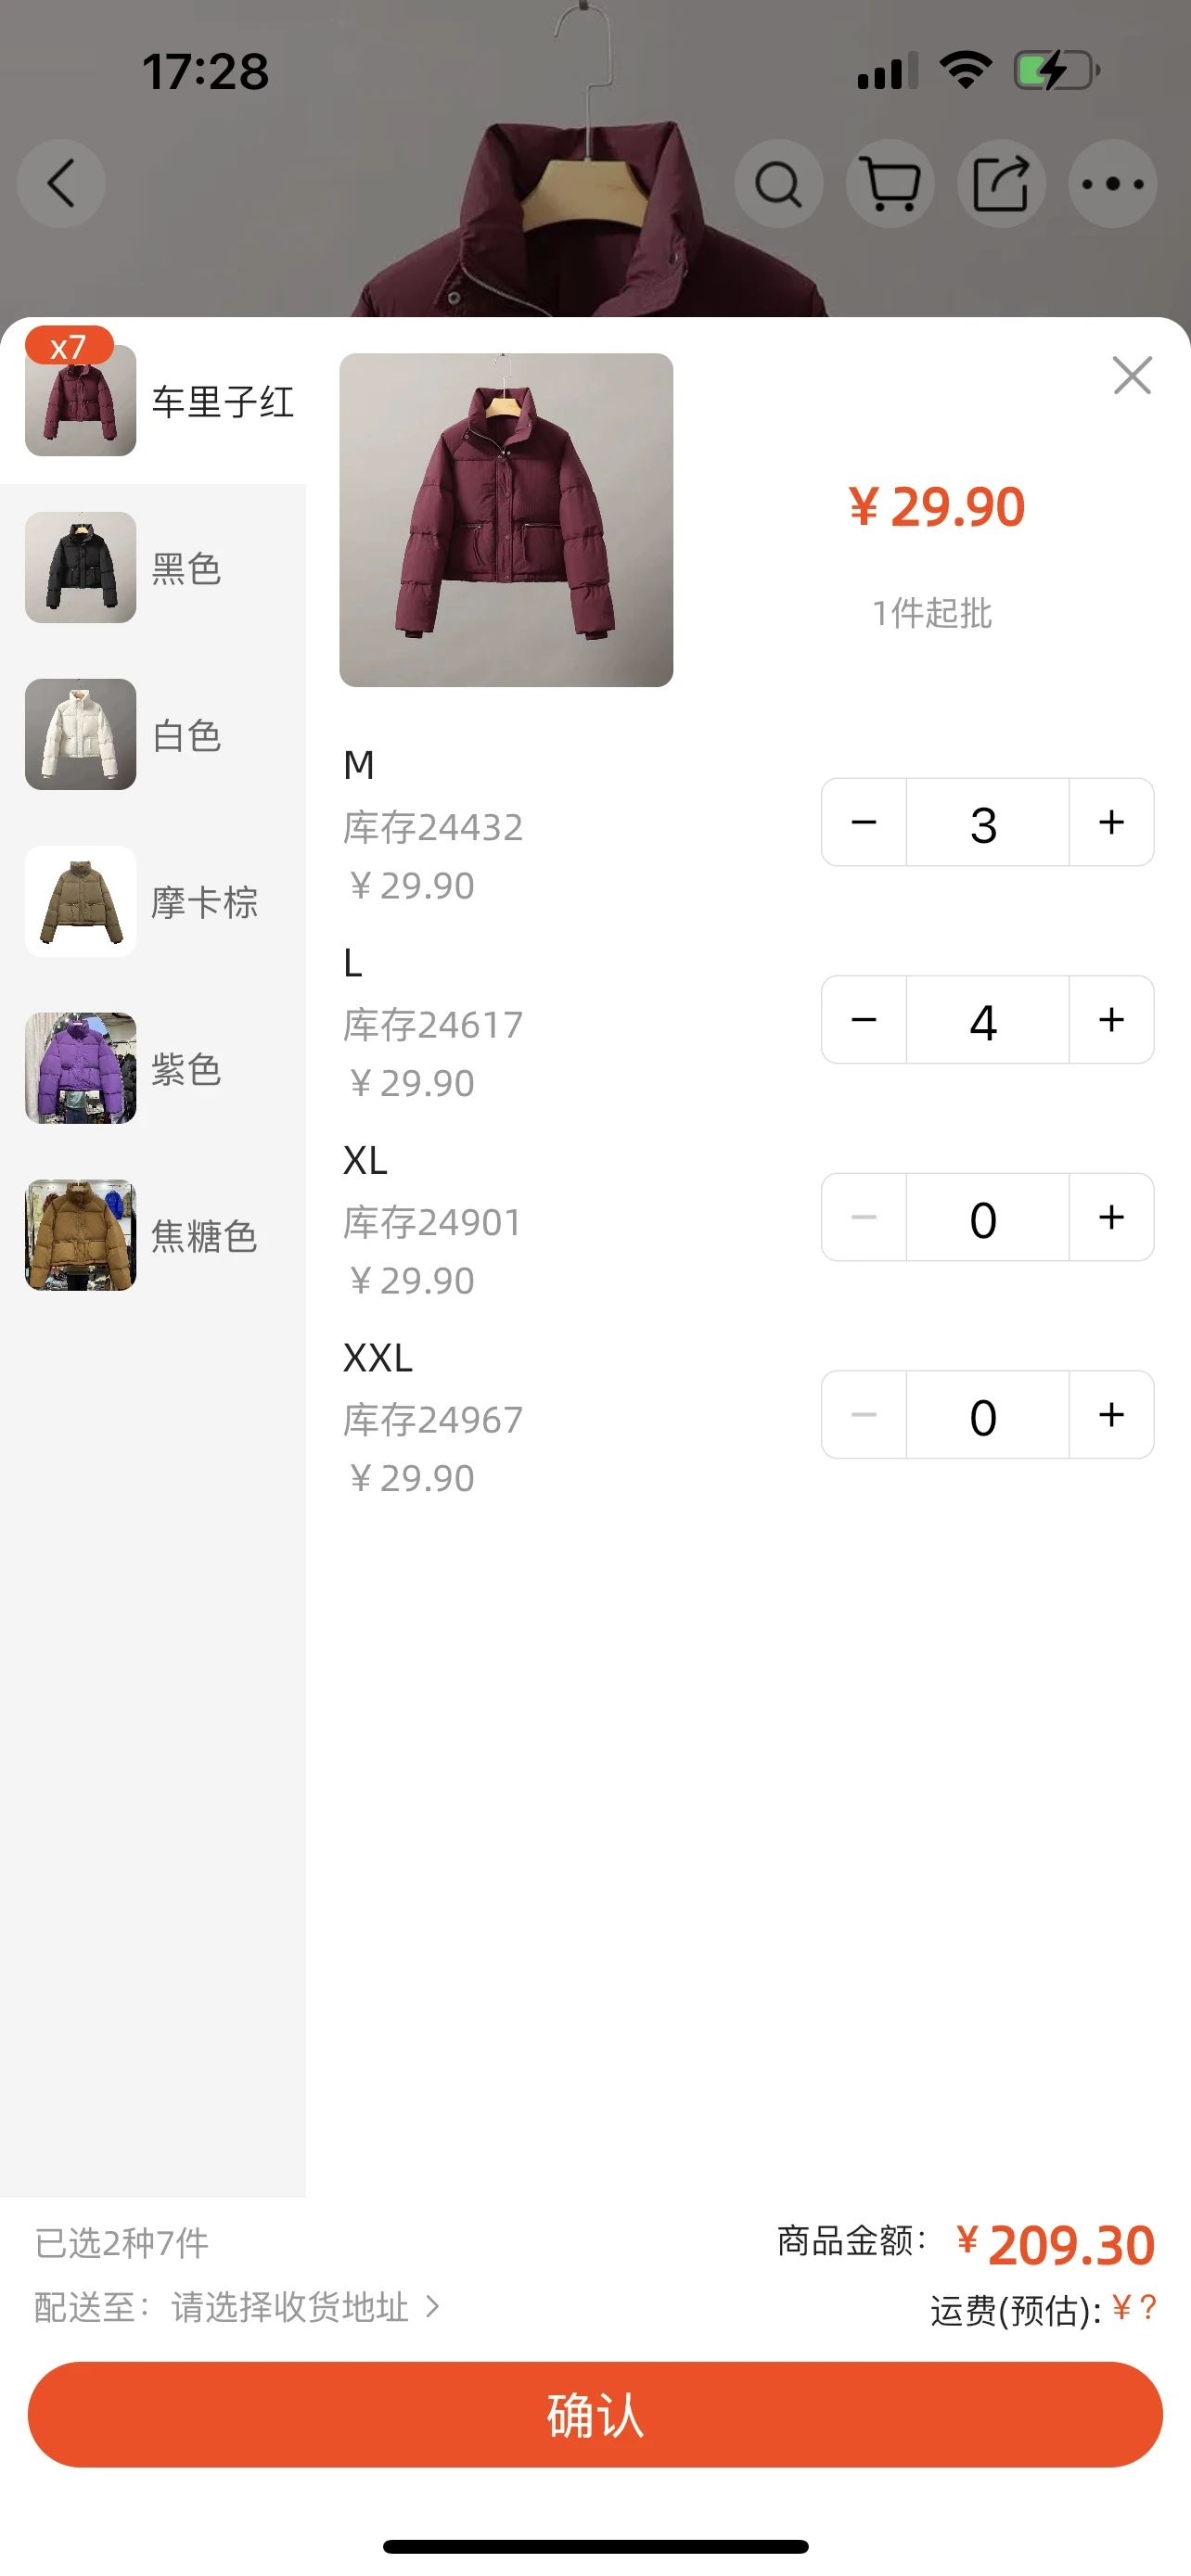 17:28
x7
车里子红
黑色
白色
摩卡棕
紫色
焦糖色
¥ 29.90
1件起批
M
库存24432
¥ 29.90
3
L
库存24617
¥ 29.90
4
XL
库存24901
¥ 29.90
0
XXL
库存24967
¥ 29.90
0
已选2种7件
商品金额: ¥ 209.30
配送至: 请选择收货地址
运费(预估): ¥ ?
确认